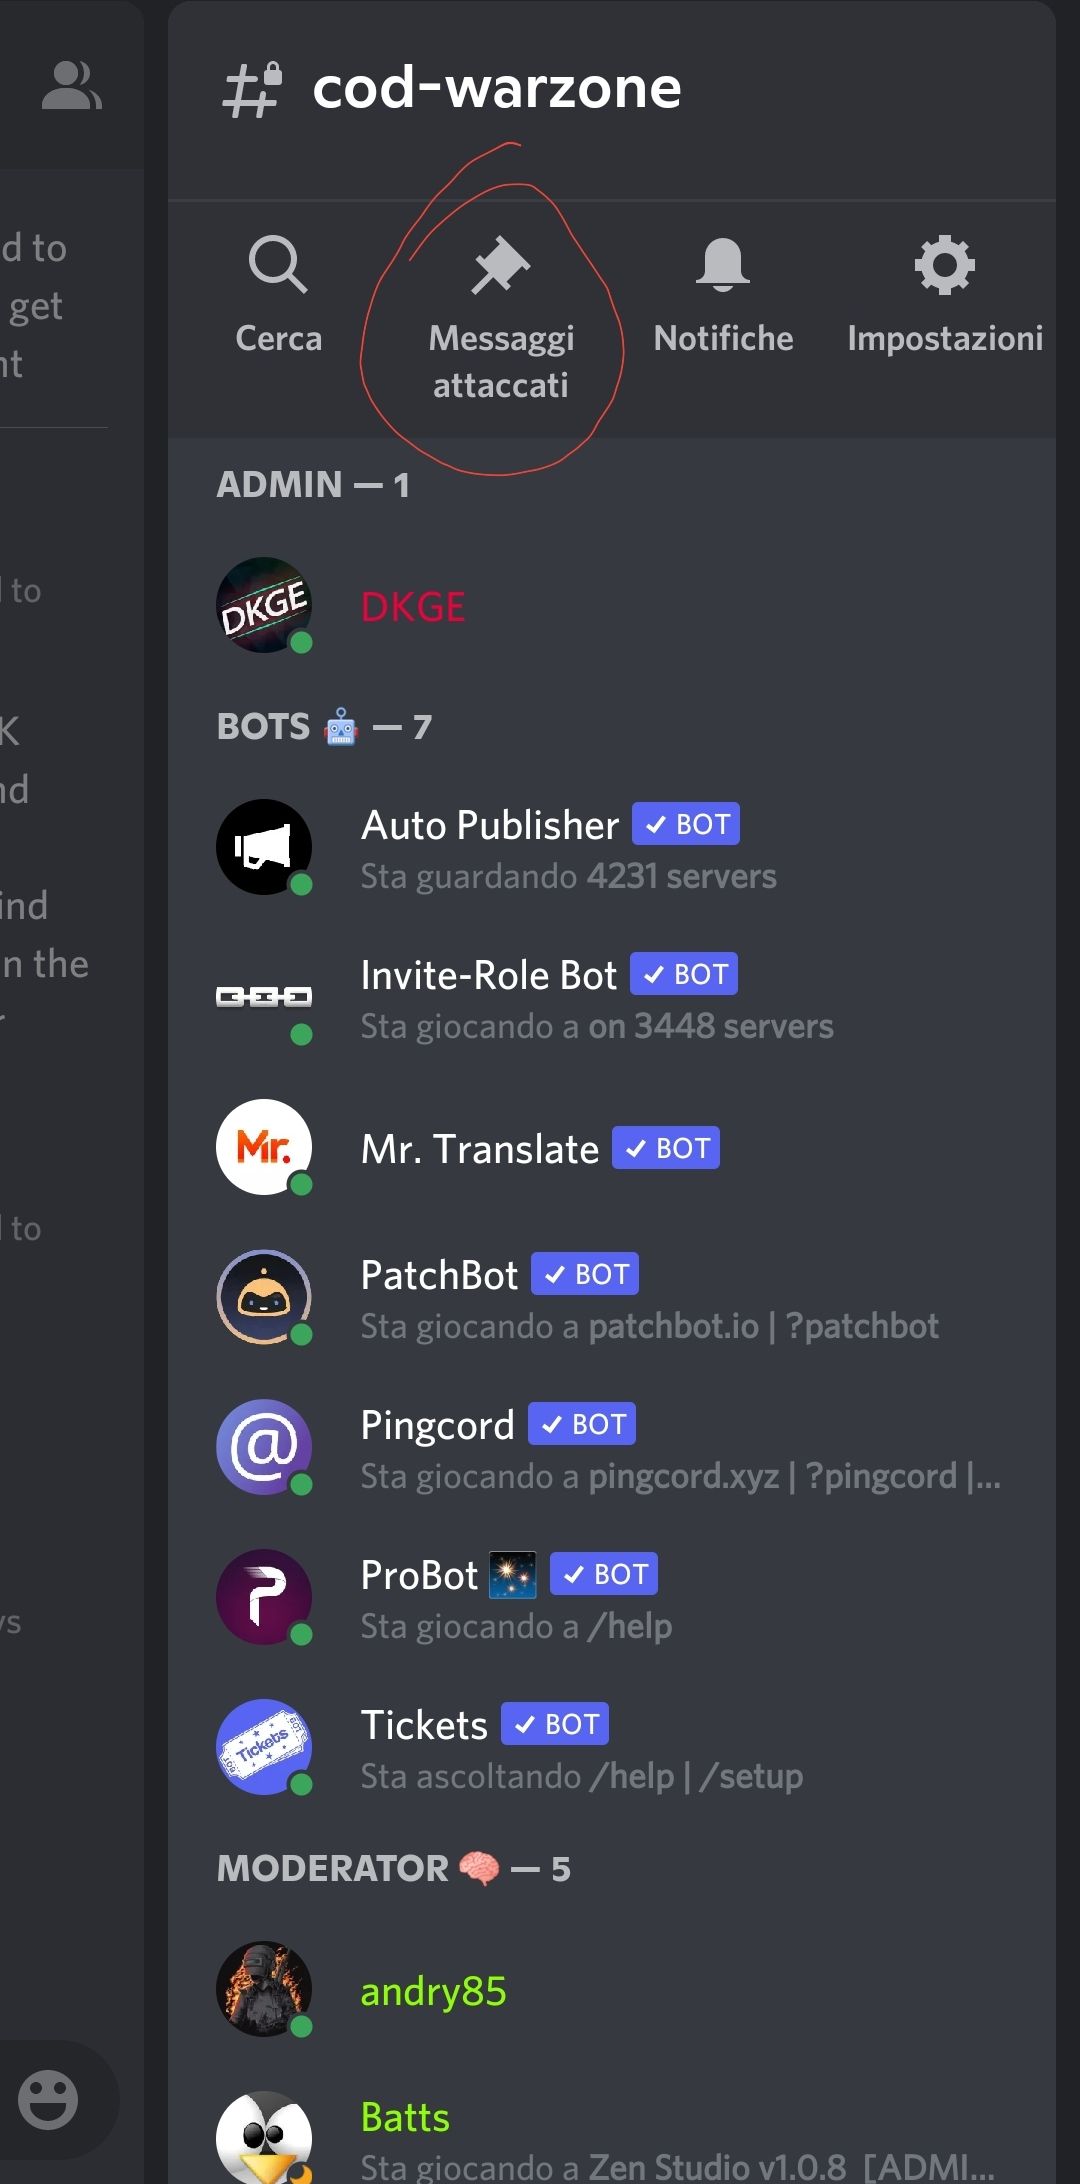 cod-warzone
d to
get
nt
Cerca
Messaggi
attaccati
Notifiche
Impostazioni
ADMIN — 1
to
DKGE
DKGE
BOTS 🤖 — 7
K
nd
ind
n the
Auto Publisher ✓ BOT
Sta guardando 4231 servers
Invite-Role Bot ✓ BOT
Sta giocando a on 3448 servers
Mr.
Mr. Translate ✓ BOT
to
PatchBot ✓ BOT
Sta giocando a patchbot.io | ?patchbot
@
Pingcord ✓ BOT
Sta giocando a pingcord.xyz | ?pingcord |...
ProBot 🎇 ✓ BOT
Sta giocando a /help
Tickets
Tickets ✓ BOT
Sta ascoltando /help | /setup
MODERATOR 🧠 — 5
andry85
Batts
Sta giocando a Zen Studio v1.0.8 [ADMI...